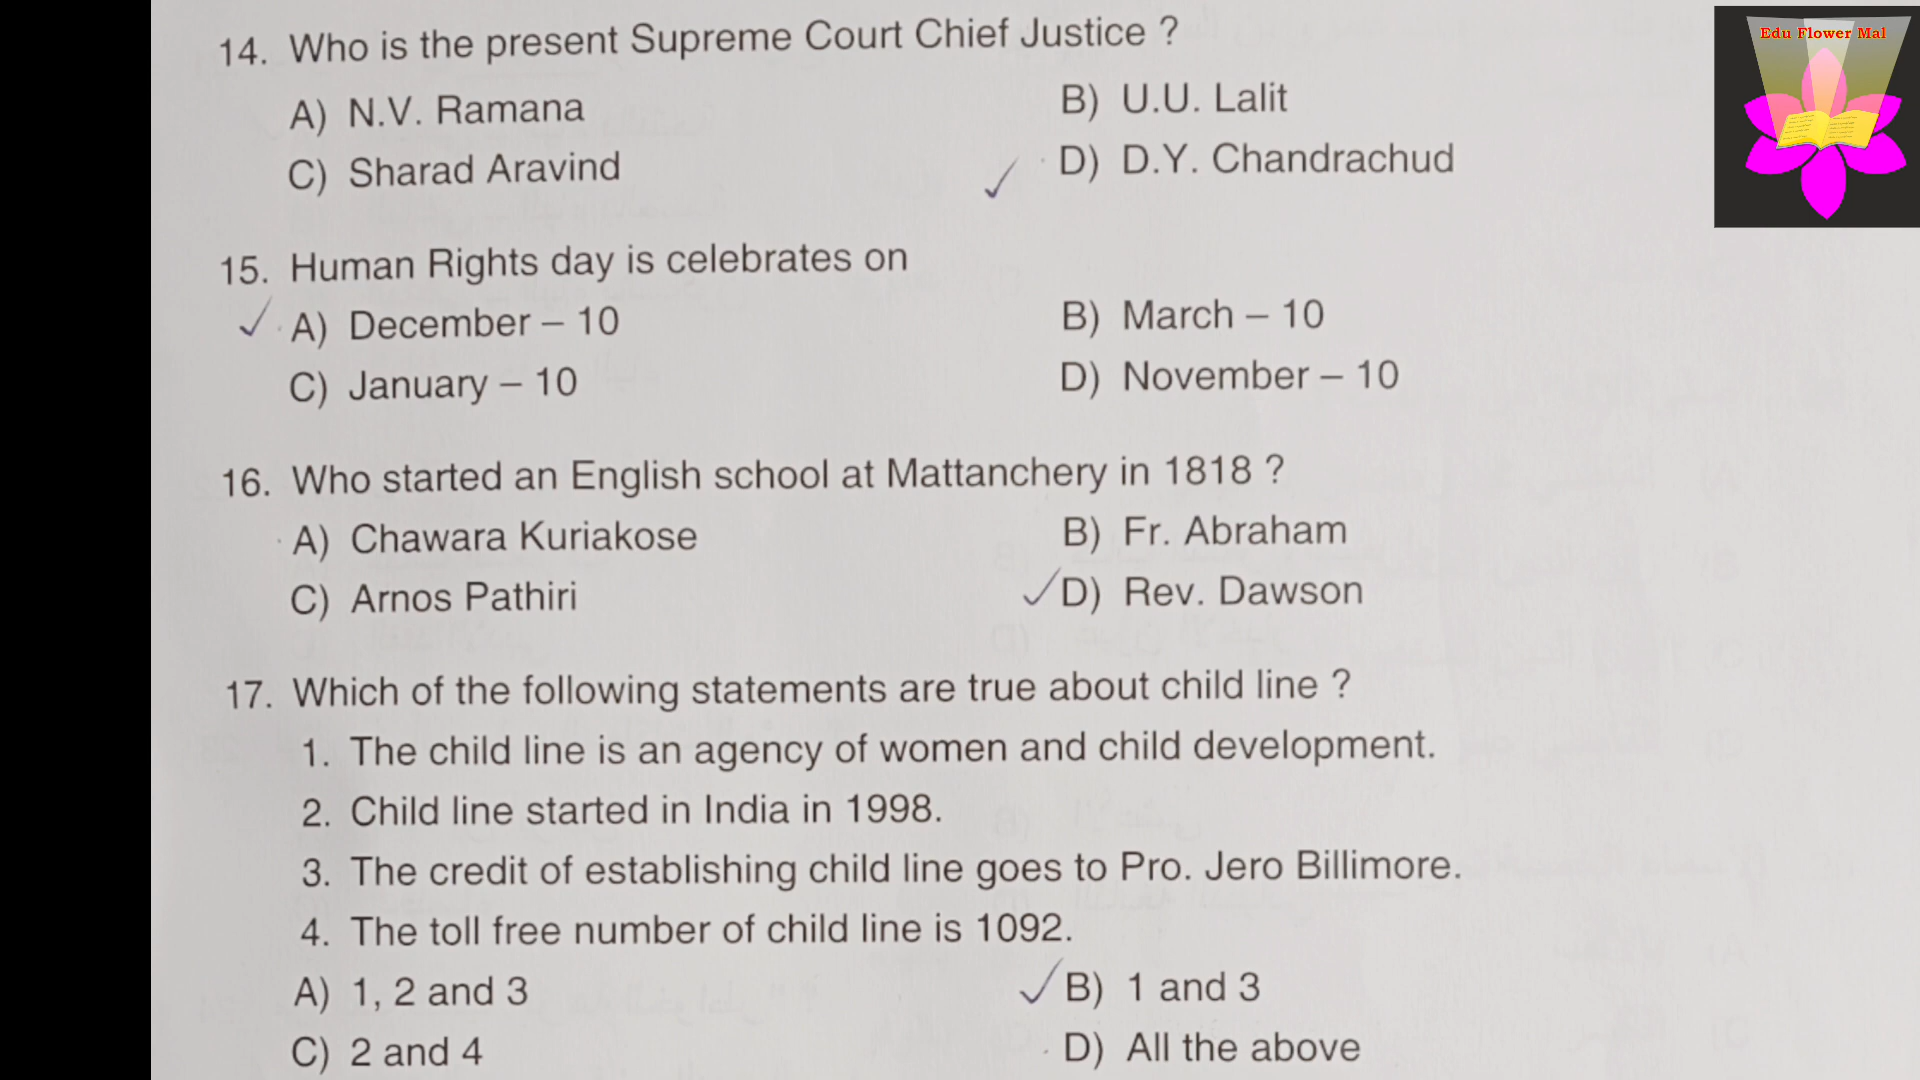 Edu Flower Mal
14. Who is the present Supreme Court Chief Justice ?
A) N.V. Ramana B) U.U. Lalit
C) Sharad Aravind D) D.Y. Chandrachud
15. Human Rights day is celebrates on
A) December – 10 B) March – 10
C) January – 10 D) November – 10
16. Who started an English school at Mattanchery in 1818 ?
A) Chawara Kuriakose B) Fr. Abraham
C) Arnos Pathiri D) Rev. Dawson
17. Which of the following statements are true about child line ?
1. The child line is an agency of women and child development.
2. Child line started in India in 1998.
3. The credit of establishing child line goes to Pro. Jero Billimore.
4. The toll free number of child line is 1092.
A) 1, 2 and 3 B) 1 and 3
C) 2 and 4 D) All the above